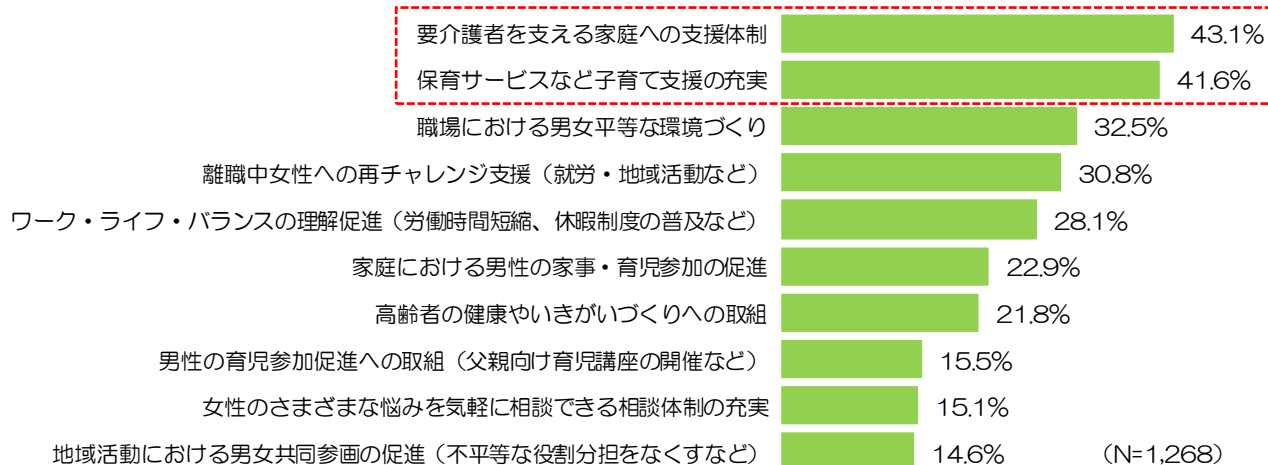 要介護者を支える家庭への支援体制 43.1%
保育サービスなど子育て支援の充実 41.6%
職場における男女平等な環境づくり 32.5%
離職中女性への再チャレンジ支援（就労・地域活動など） 30.8%
ワーク・ライフ・バランスの理解促進（労働時間短縮、休暇制度の普及など） 28.1%
家庭における男性の家事・育児参加の促進 22.9%
高齢者の健康やいきがいづくりへの取組 21.8%
男性の育児参加促進への取組（父親向け育児講座の開催など） 15.5%
女性のさまざまな悩みを気軽に相談できる相談体制の充実 15.1%
地域活動における男女共同参画の促進（不平等な役割分担をなくすなど） 14.6% （N=1,268）